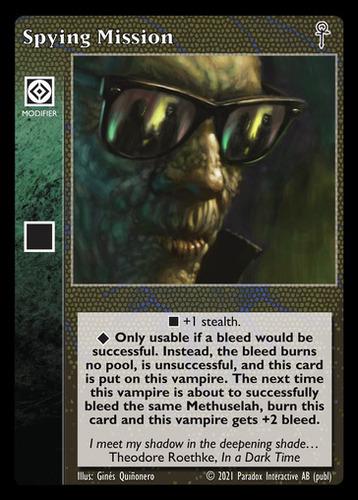 Spying Mission
MODIFIER
+1 stealth.
Only usable if a bleed would be
successful. Instead, the bleed burns
no pool, is unsuccessful, and this card
is put on this vampire. The next time
this vampire is about to successfully
bleed the same Methuselah, burn this
card and this vampire gets +2 bleed.
I meet my shadow in the deepening shade…
Theodore Roethke, In a Dark Time
Illus: Ginés Quiñonero © 2021 Paradox Interactive AB (publ)